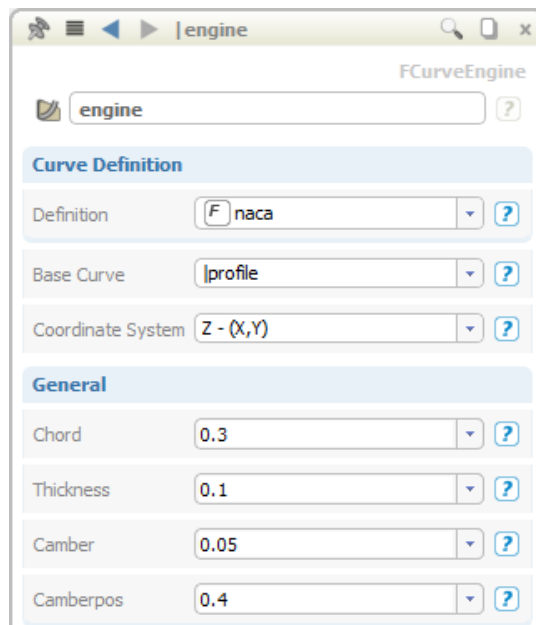 |engine
x
FCurveEngine
engine
?
Curve Definition
Definition
F naca
?
Base Curve
|profile
?
Coordinate System
Z - (X,Y)
?
General
Chord
0.3
?
Thickness
0.1
?
Camber
0.05
?
Camberpos
0.4
?